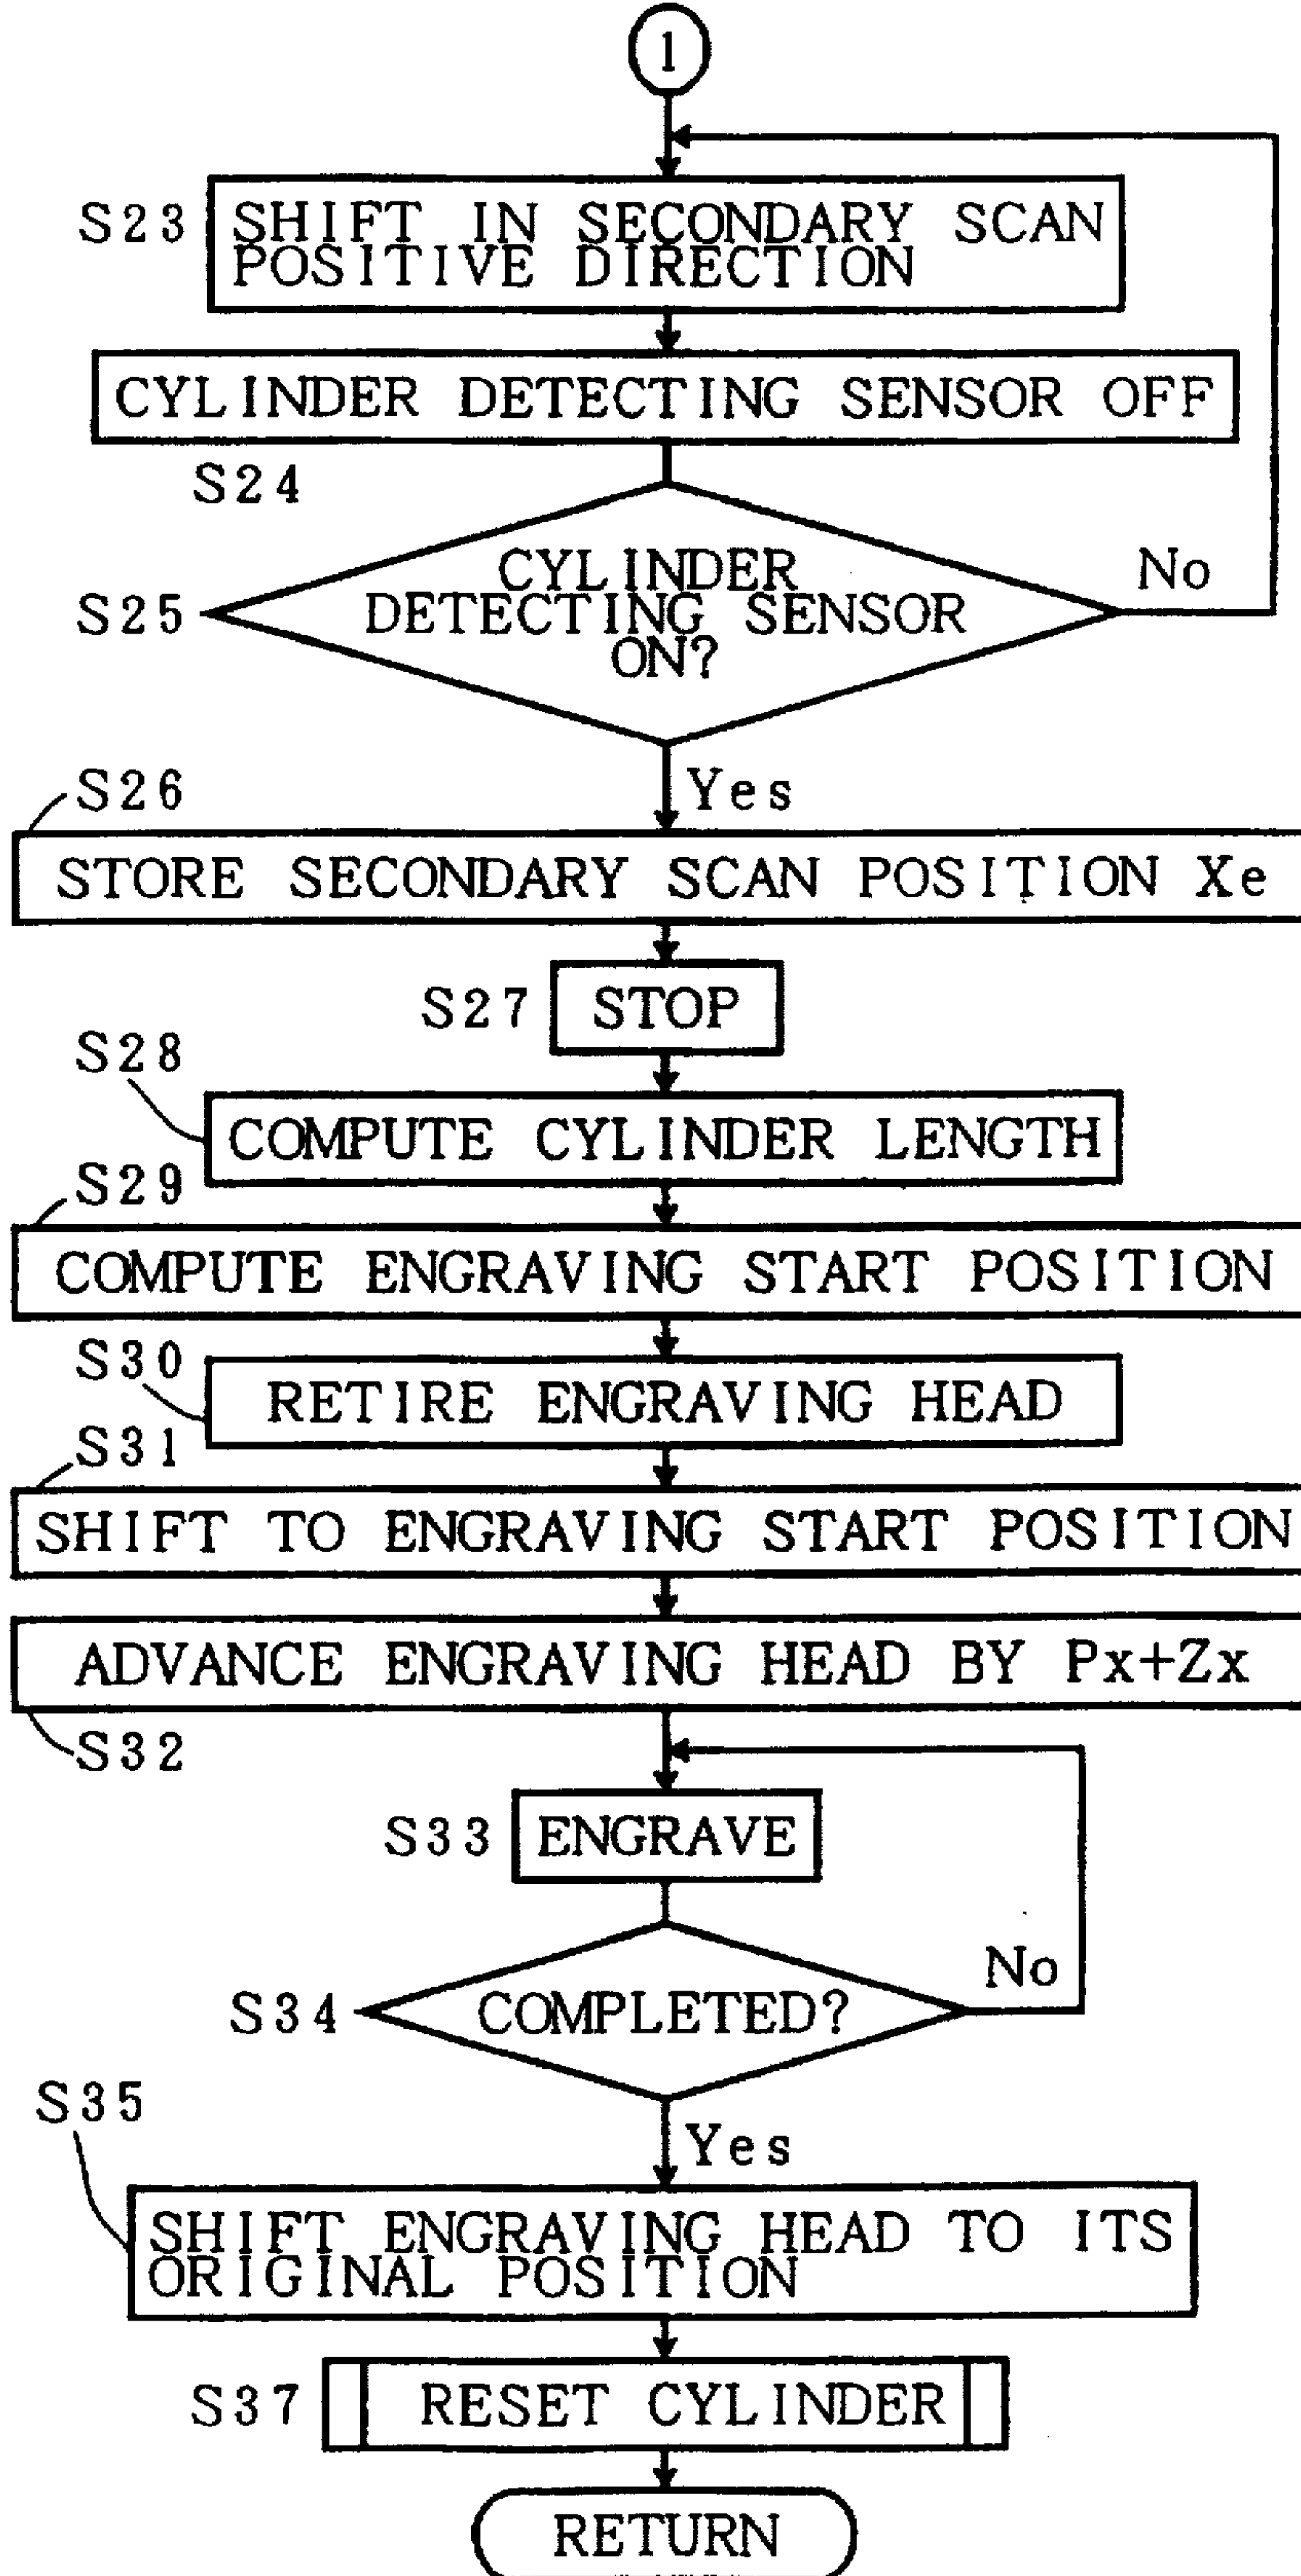 1
S23
SHIFT IN SECONDARY SCAN
POSITIVE DIRECTION
CYLINDER DETECTING SENSOR OFF
S24
CYLINDER
DETECTING SENSOR
ON?
S25
No
Yes
S26
STORE SECONDARY SCAN POSITION Xe
S27
STOP
S28
COMPUTE CYLINDER LENGTH
S29
COMPUTE ENGRAVING START POSITION
S30
RETIRE ENGRAVING HEAD
S31
SHIFT TO ENGRAVING START POSITION
ADVANCE ENGRAVING HEAD BY Px+Zx
S32
S33
ENGRAVE
No
S34
COMPLETED?
S35
Yes
SHIFT ENGRAVING HEAD TO ITS
ORIGINAL POSITION
S37
RESET CYLINDER
RETURN